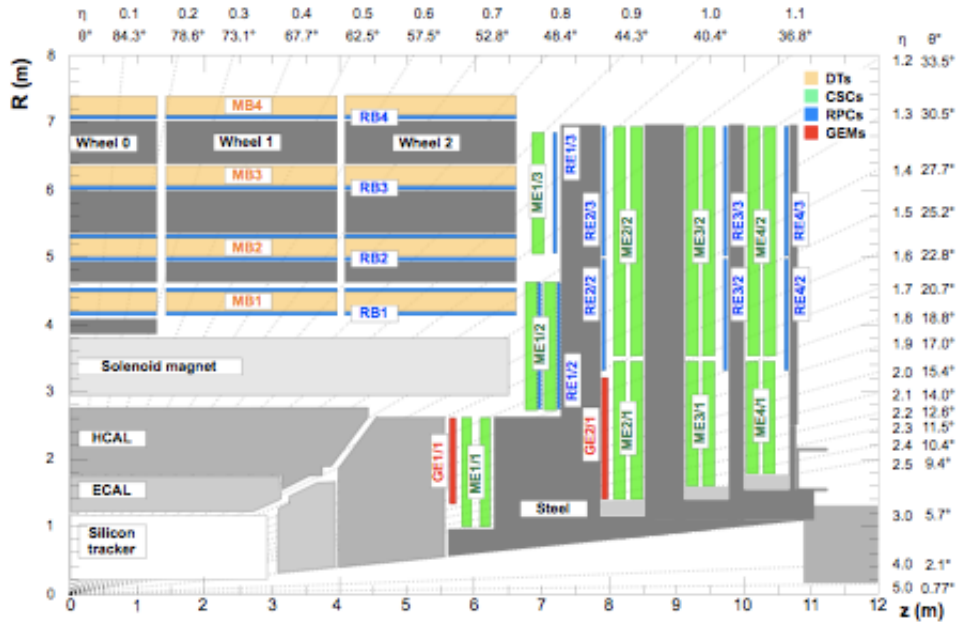 η 0.1 0.2 0.3 0.4 0.5 0.6 0.7 0.8 0.9 1.0 1.1
θ° 84.3° 78.6° 73.1° 67.7° 62.5° 57.5° 52.8° 48.4° 44.3° 40.4° 36.8° η θ°
R (m)
8
7
6
5
4
3
2
1
0
1.2 33.5°
1.3 30.5°
1.4 27.7°
1.5 25.2°
1.6 22.8°
1.7 20.7°
1.8 18.8°
1.9 17.0°
2.0 15.4°
2.1 14.0°
2.2 12.6°
2.3 11.5°
2.4 10.4°
2.5 9.4°
3.0 5.7°
4.0 2.1°
5.0 0.77°
DTs
CSCs
RPCs
GEMs
MB4
RB4
Wheel 0
Wheel 1
Wheel 2
MB3
RB3
MB2
RB2
MB1
RB1
Solenoid magnet
HCAL
ECAL
Silicon
tracker
Steel
GE1/1
ME1/1
ME1/2
RE1/2
ME1/3
RE1/3
RE2/3
RE2/2
GE2/1
ME2/2
ME2/1
ME3/2
ME3/1
RE3/3
RE3/2
ME4/2
ME4/1
RE4/3
RE4/2
0 1 2 3 4 5 6 7 8 9 10 11 12
z (m)